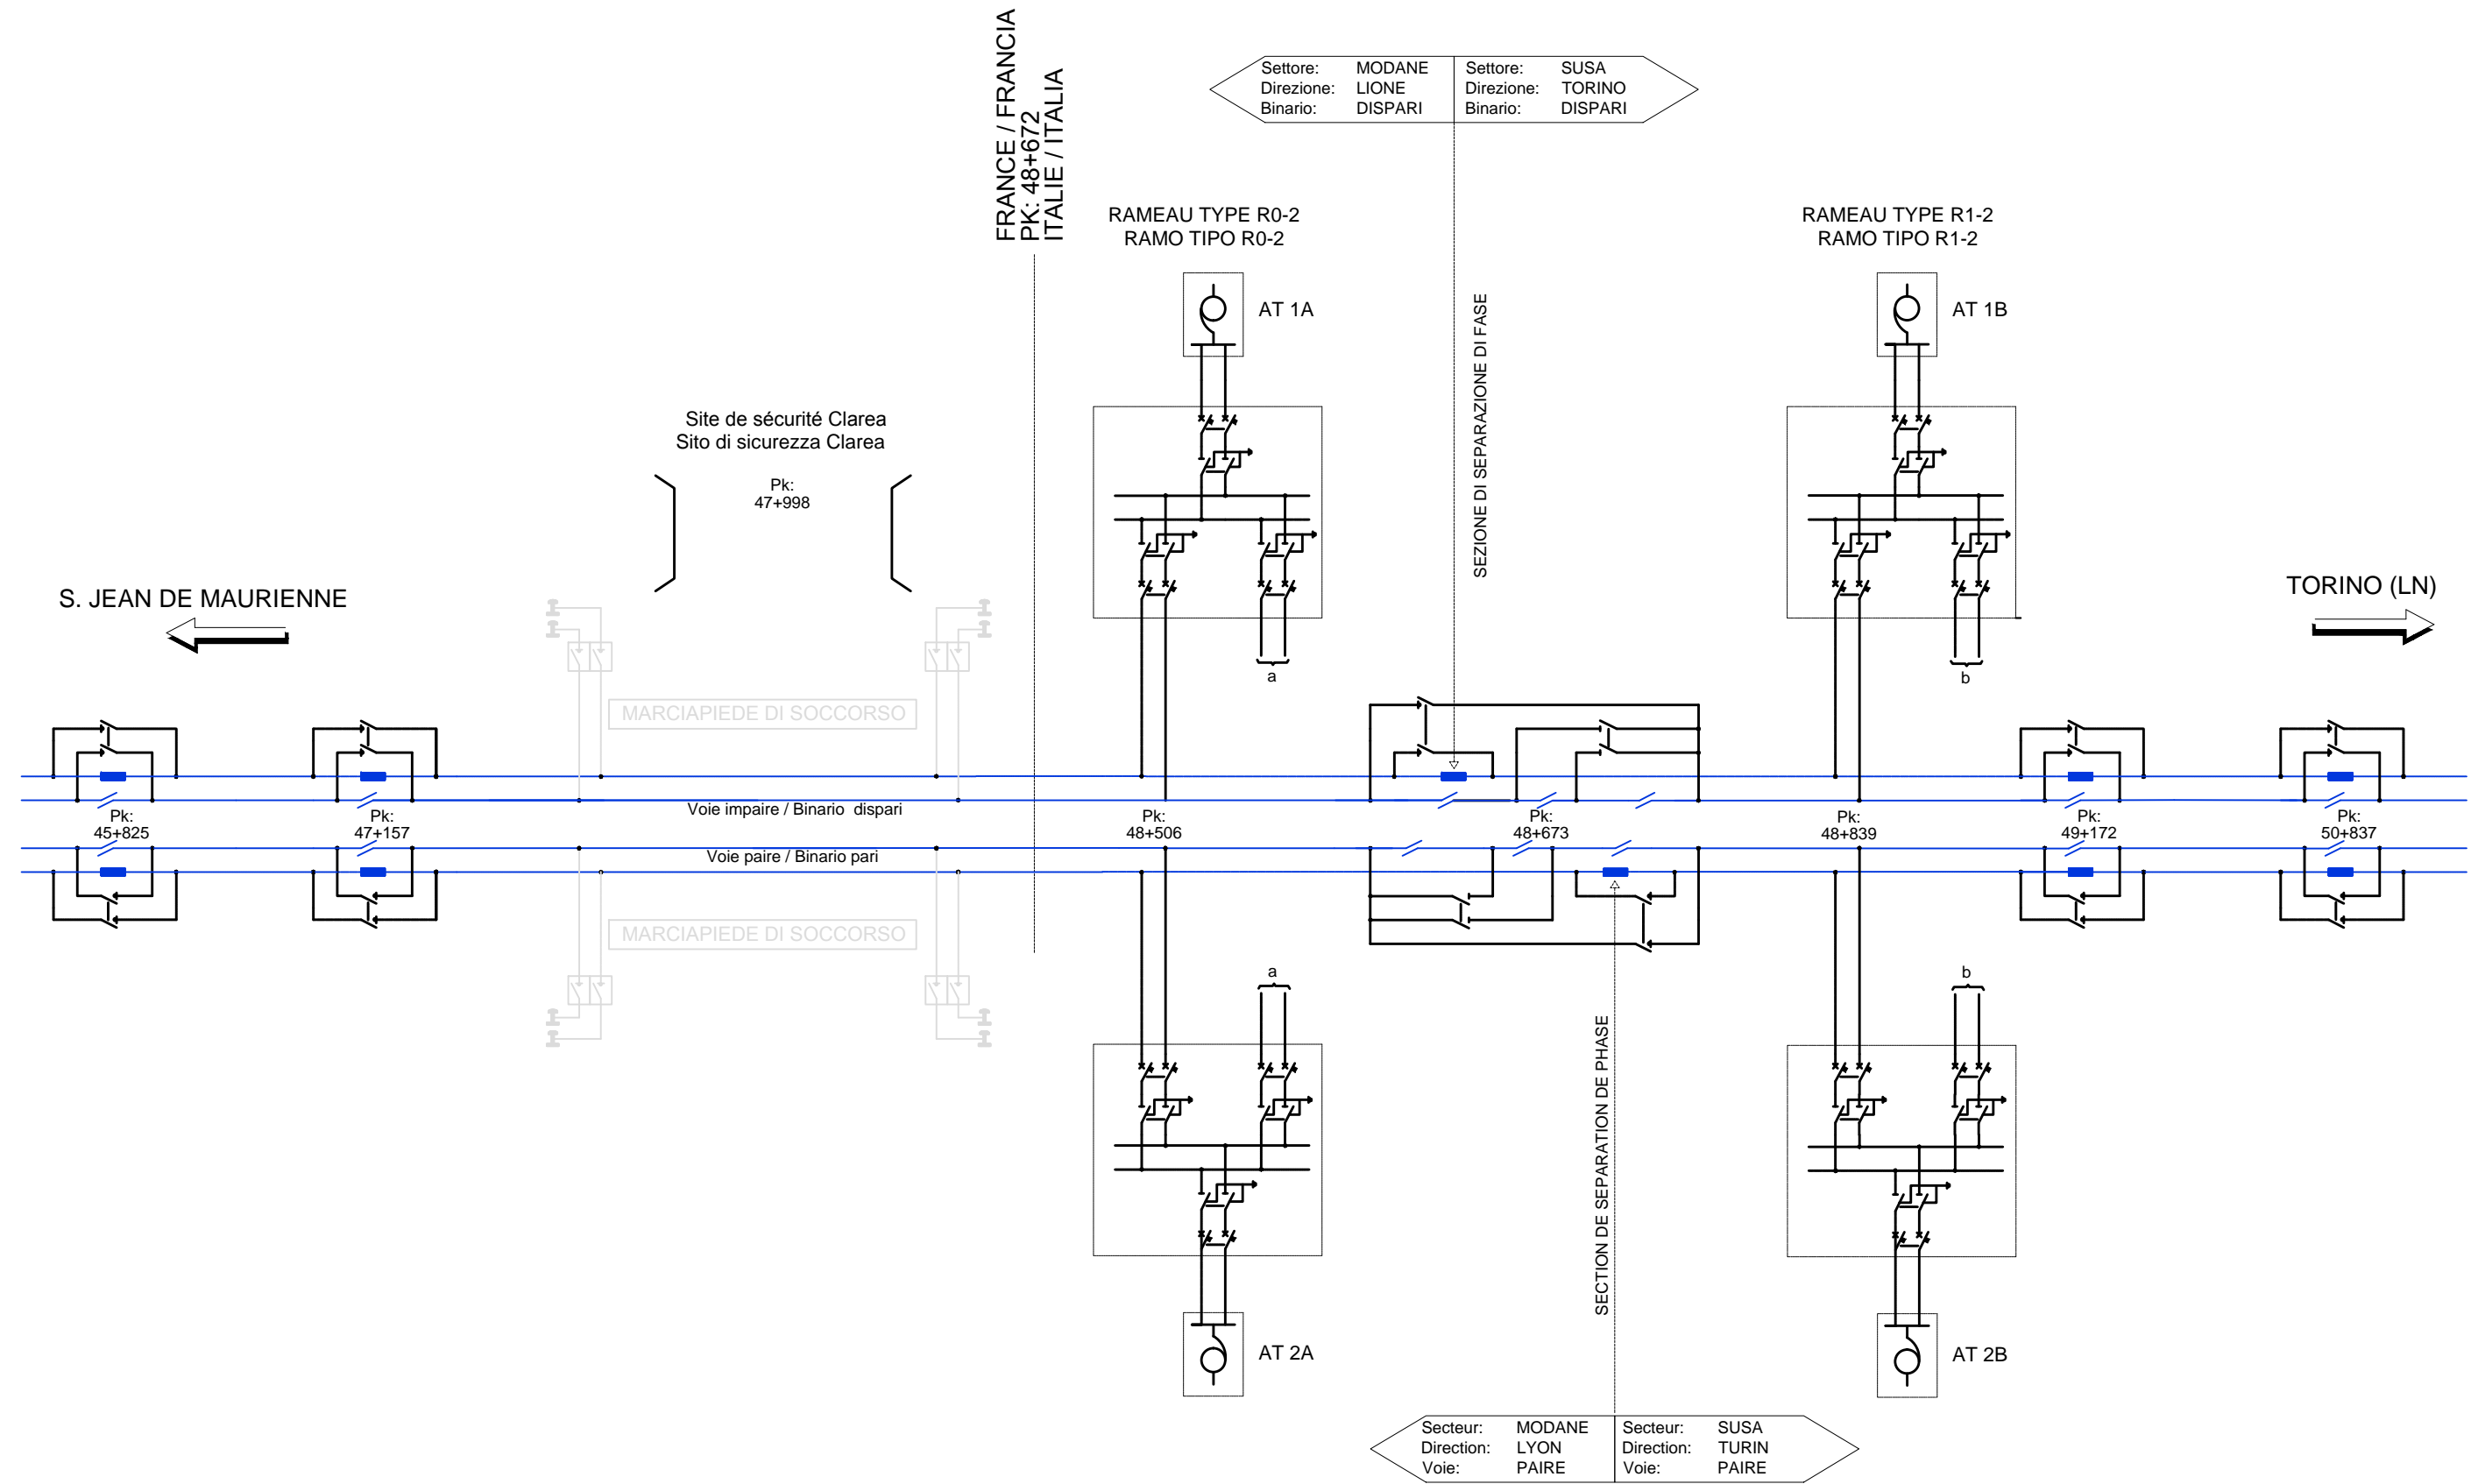 FRANCE / FRANCIA
PK: 48+672
ITALIE / ITALIA
Settore: MODANE
Direzione: LIONE
Binario: DISPARI
Settore: SUSA
Direzione: TORINO
Binario: DISPARI
RAMEAU TYPE R0-2
RAMO TIPO R0-2
RAMEAU TYPE R1-2
RAMO TIPO R1-2
AT 1A
AT 1B
SEZIONE DI SEPARAZIONE DI FASE
Site de sécurité Clarea
Sito di sicurezza Clarea
Pk:
47+998
S. JEAN DE MAURIENNE
TORINO (LN)
a
b
MARCIAPIEDE DI SOCCORSO
Voie impaire / Binario dispari
Pk:
45+825
Pk:
47+157
Pk:
48+506
Pk:
48+673
Pk:
48+839
Pk:
49+172
Pk:
50+837
Voie paire / Binario pari
MARCIAPIEDE DI SOCCORSO
a
b
SECTION DE SEPARATION DE PHASE
AT 2A
AT 2B
Secteur: MODANE
Direction: LYON
Voie: PAIRE
Secteur: SUSA
Direction: TURIN
Voie: PAIRE